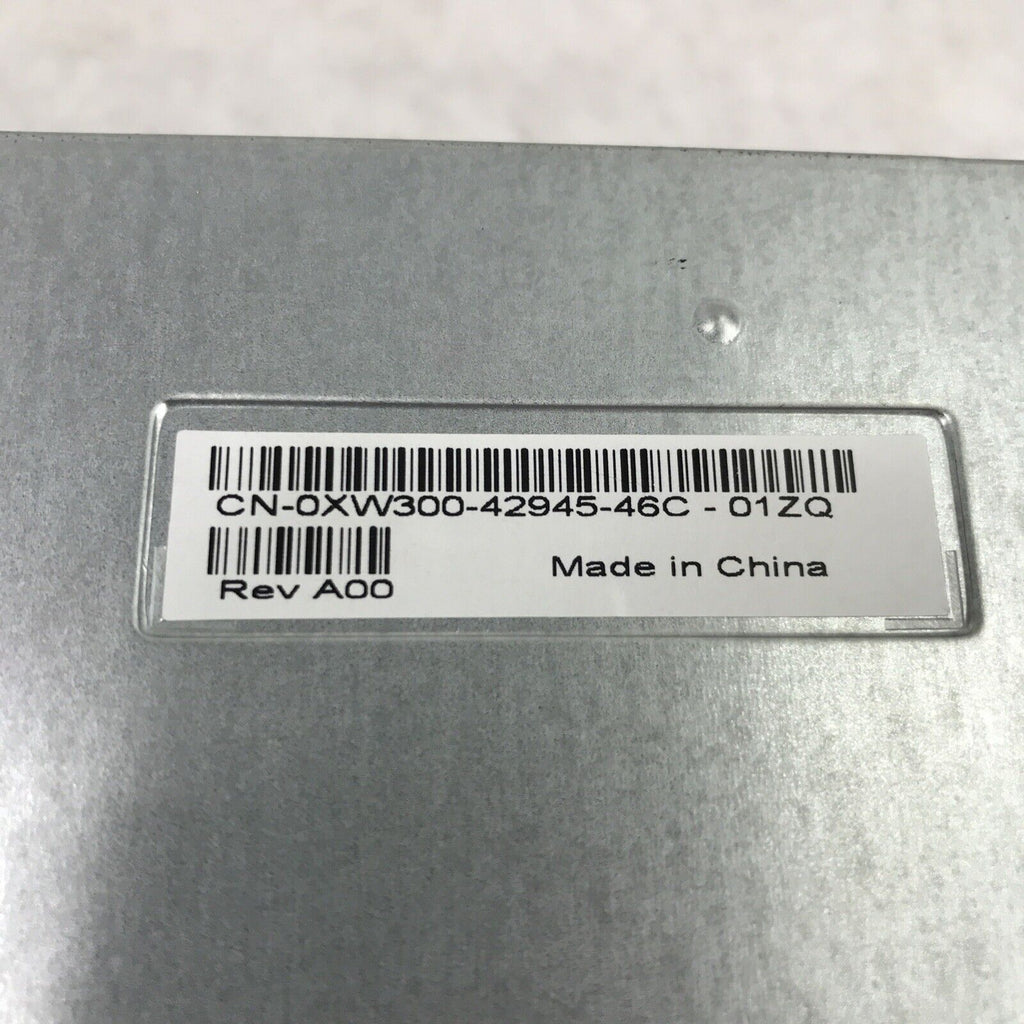 CN-0XW300-42945-46C - 01ZQ
Rev A00
Made in China